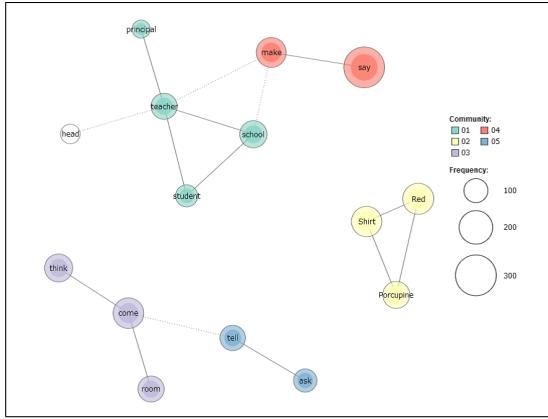 principal
make
say
teacher
head
school
student
Community:
01
04
02
05
03
Frequency:
100
200
300
Red
Shirt
Porcupine
think
come
tell
room
ask